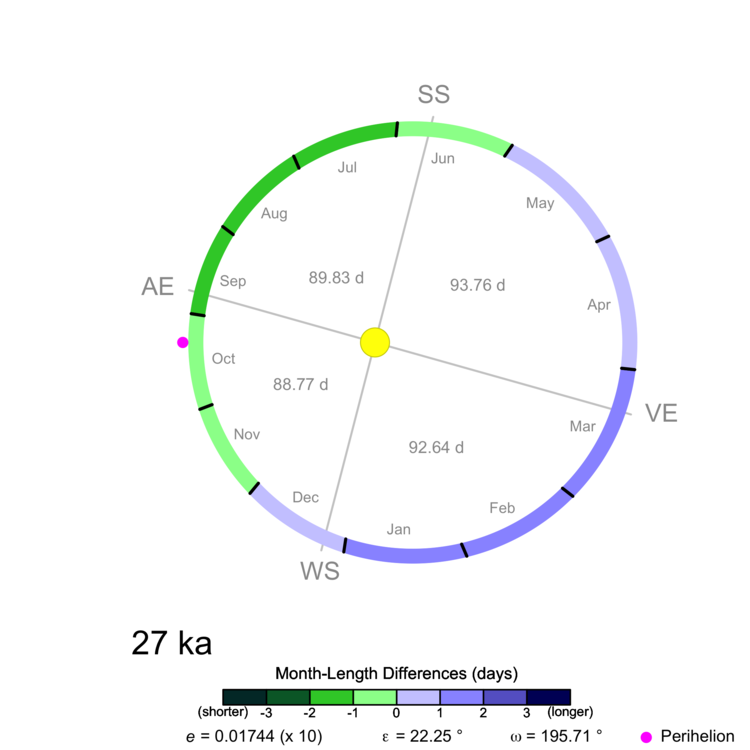 SS
Jul
Jun
Aug
May
AE
Sep
89.83 d
93.76 d
Apr
Oct
88.77 d
VE
Mar
Nov
92.64 d
Dec
Feb
Jan
WS
27 ka
Month-Length Differences (days)
(shorter) -3 -2 -1 0 1 2 3 (longer)
e = 0.01744 (x 10) ε = 22.25 ° ω = 195.71 ° Perihelion